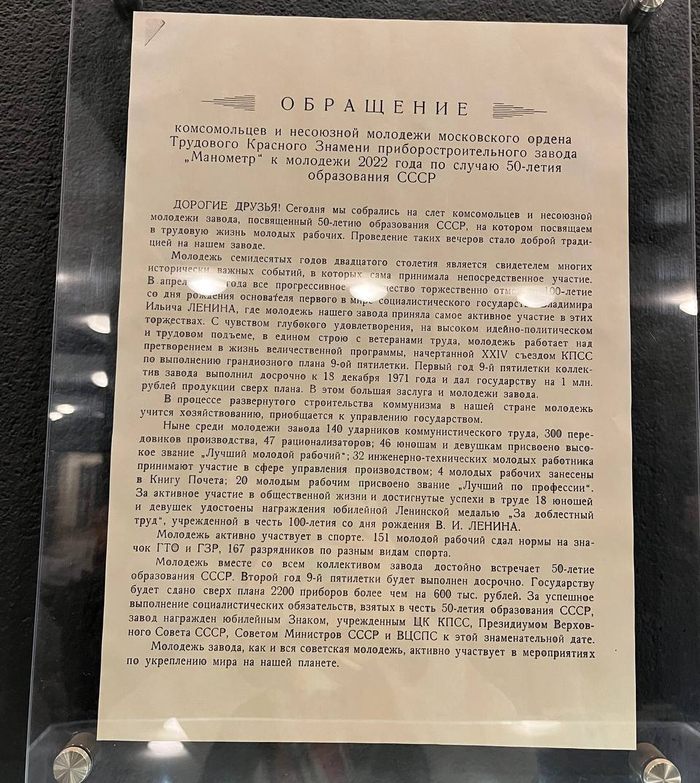 ОБРАЩЕНИЕ
комсомольцев и несоюзной молодежи московского ордена
Трудового Красного Знамени приборостроительного завода
„Манометр“ к молодежи 2022 года по случаю 50-летия
образования СССР
ДОРОГИЕ ДРУЗЬЯ! Сегодня мы собрались на слет комсомольцев и несоюзной
молодежи завода, посвященный 50-летию образования СССР, на котором посвящаем
в трудовую жизнь молодых рабочих. Проведение таких вечеров стало доброй тради-
цией на нашем заводе.
Молодежь семидесятых годов двадцатого столетия является свидетелем многих
исторически важных событий, в которых сама принимала непосредственное участие.
В апреле года все прогрессивное торжественно 100-летие
со дня рождения основателя первого в мире социалистического государства Владимира
Ильича ЛЕНИНА, где молодежь нашего завода приняла самое активное участие в этих
торжествах. С чувством глубокого удовлетворения, на высоком идейно-политическом
и трудовом подъеме, в едином строю с ветеранами труда, молодежь работает над
претворением в жизнь величественной программы, начертанной XXIV съездом КПСС
по выполнению грандиозного плана 9-ой пятилетки. Первый год 9-й пятилетки коллек-
тив завода выполнил досрочно к 18 декабря 1971 года и дал государству на 1 млн.
рублей продукции сверх плана. В этом большая заслуга и молодежи завода.
В процессе развернутого строительства коммунизма в нашей стране молодежь
учится хозяйствованию, приобщается к управлению государством.
Ныне среди молодежи завода 140 ударников коммунистического труда, 300 пере-
довиков производства, 47 рационализаторов; 46 юношам и девушкам присвоено высо-
кое звание „Лучший молодой рабочий“; 32 инженерно-технических молодых работника
принимают участие в сфере управления производством; 4 молодых рабочих занесены
в Книгу Почета; 20 молодым рабочим присвоено звание „Лучший по профессии“.
За активное участие в общественной жизни и достигнутые успехи в труде 18 юношей
и девушек удостоены награждения юбилейной Ленинской медалью „За доблестный
труд“, учрежденной в честь 100-летия со дня рождения В. И. ЛЕНИНА.
Молодежь активно участвует в спорте. 151 молодой рабочий сдал нормы на зна-
чок ГТО и ГЗР, 167 разрядников по разным видам спорта.
Молодежь вместе со всем коллективом завода достойно встречает 50-летие
образования СССР. Второй год 9-й пятилетки будет выполнен досрочно. Государству
будет сдано сверх плана 2200 приборов более чем на 600 тыс. рублей. За успешное
выполнение социалистических обязательств, взятых в честь 50-летия образования СССР,
завод награжден юбилейным Знаком, учрежденным ЦК КПСС, Президиумом Верхов-
ного Совета СССР, Советом Министров СССР и ВЦСПС к этой знаменательной дате.
Молодежь завода, как и вся советская молодежь, активно участвует в мероприятиях
по укреплению мира на нашей планете.